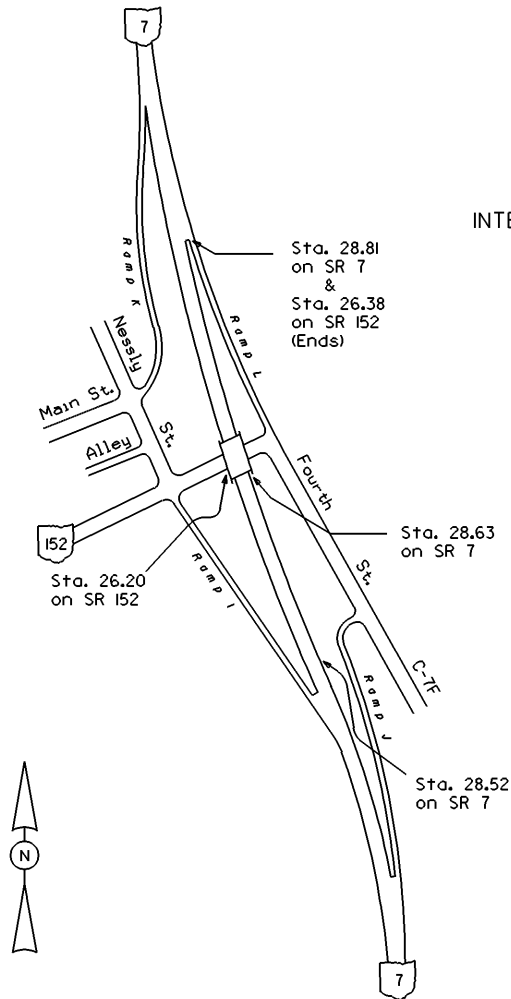 7
INTE
Sta. 28.81
on SR 7
&
Sta. 26.38
on SR 152
(Ends)
Ramp K
Ramp L
Nessly
St.
Main St.
Alley
Fourth
St.
152
Sta. 28.63
on SR 7
Sta. 26.20
on SR 152
Ramp I
C-7F
Ramp J
Sta. 28.52
on SR 7
N
7